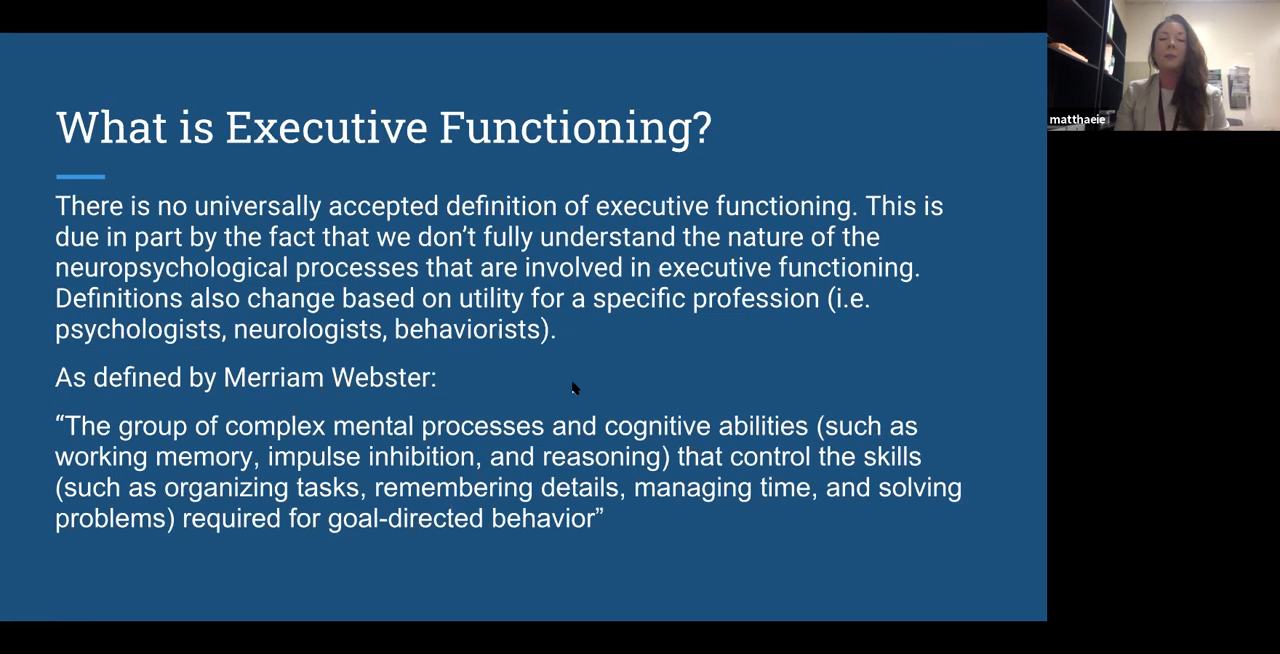 What is Executive Functioning?
There is no universally accepted definition of executive functioning. This is
due in part by the fact that we don’t fully understand the nature of the
neuropsychological processes that are involved in executive functioning.
Definitions also change based on utility for a specific profession (i.e.
psychologists, neurologists, behaviorists).
As defined by Merriam Webster:
“The group of complex mental processes and cognitive abilities (such as
working memory, impulse inhibition, and reasoning) that control the skills
(such as organizing tasks, remembering details, managing time, and solving
problems) required for goal-directed behavior”
matthaeie